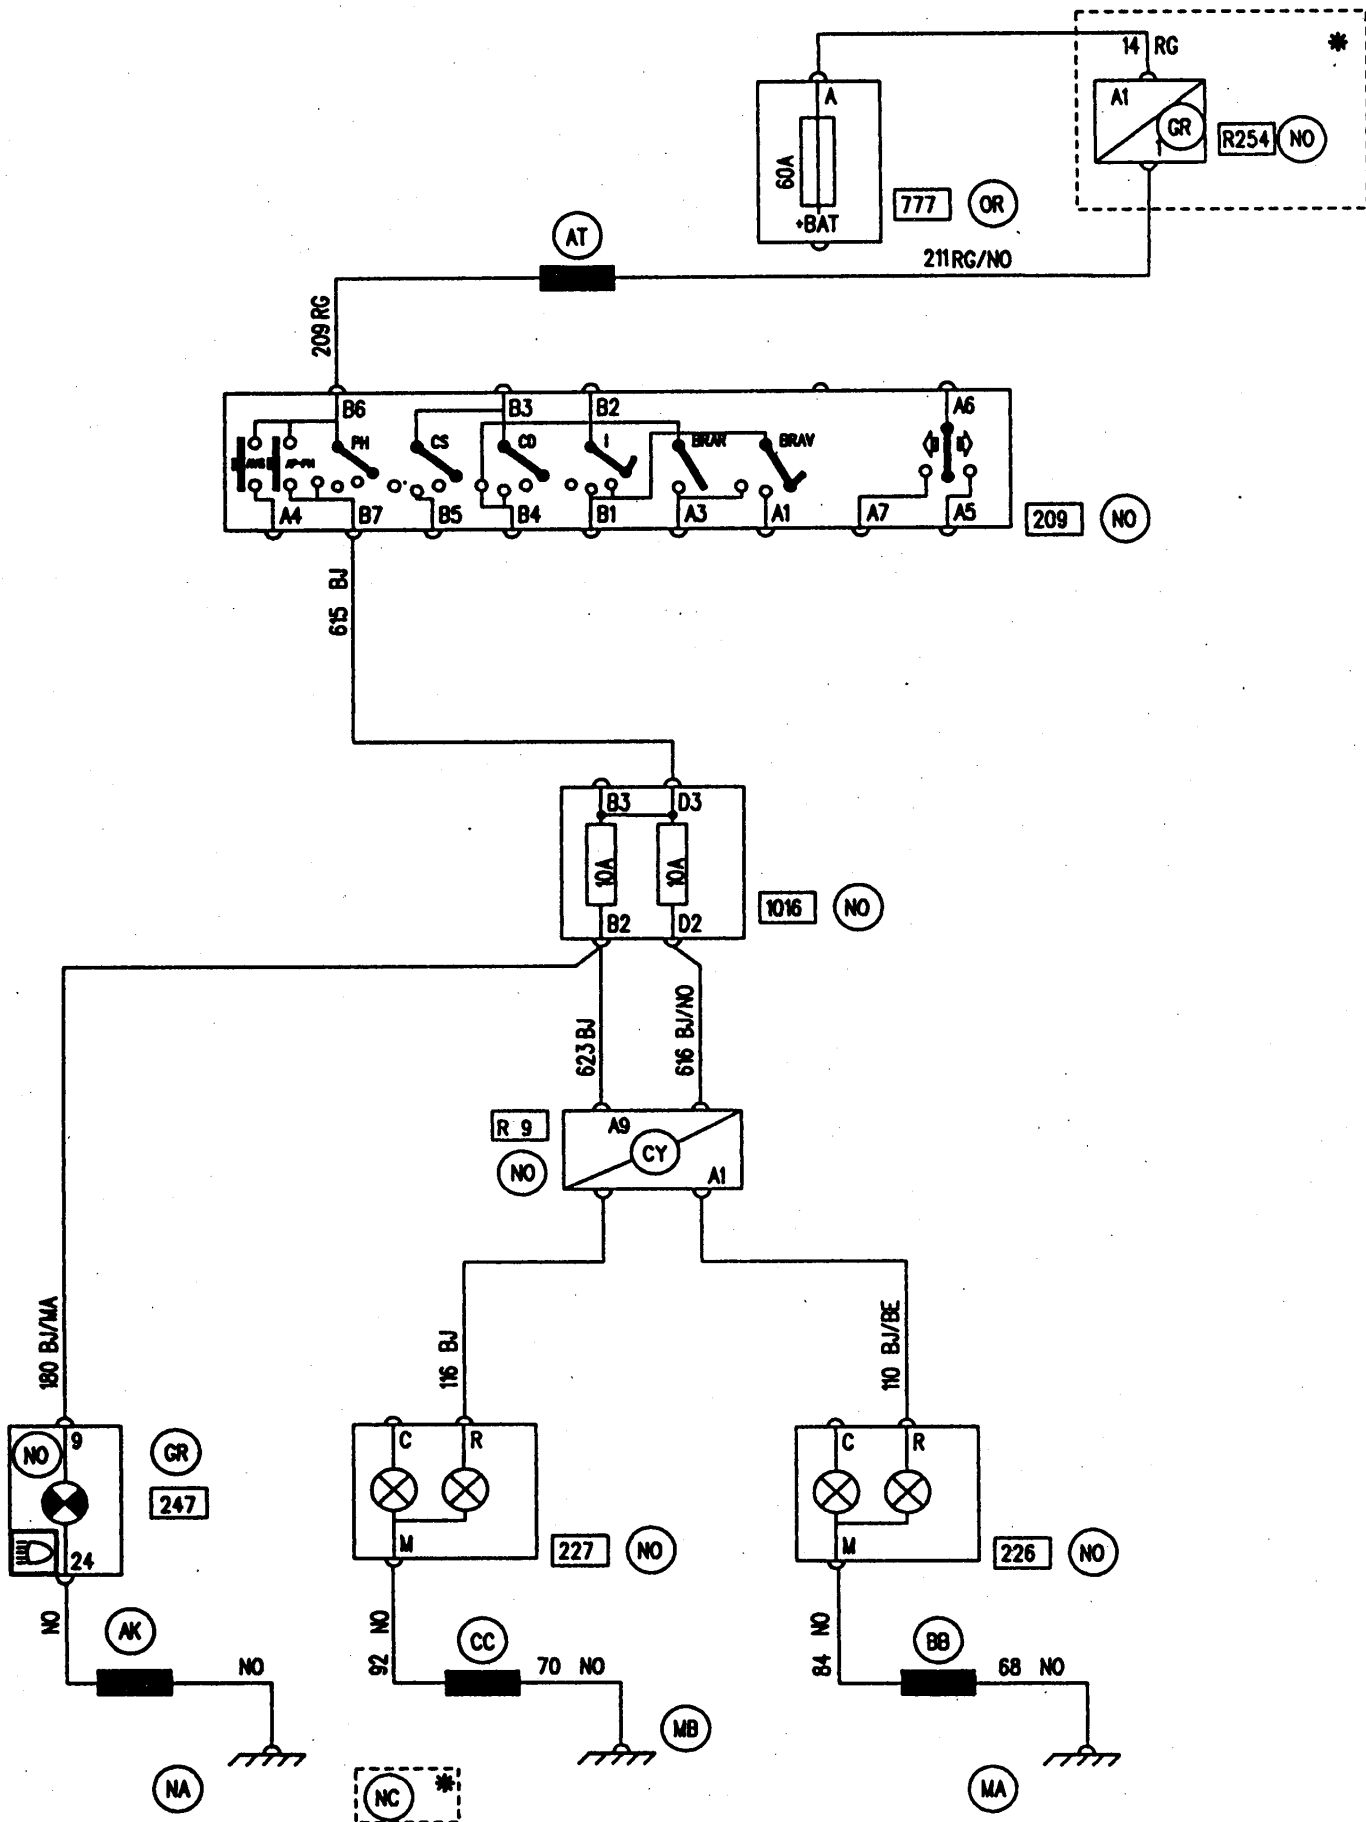 14 RG
*
A
A1
GR
R254
NO
60A
+BAT
777
OR
AT
211 RG/NO
209 RG
B6
B3
B2
A6
AVB
AP-PH
PH
CS
CD
I
BRAR
BRAV
A4
B7
B5
B4
B1
A3
A1
A7
A5
209
NO
615 BJ
B3
D3
10A
10A
B2
D2
1016
NO
623 BJ
616 BJ/NO
R 9
NO
A9
CY
A1
180 BJ/MA
116 BJ
110 BJ/BE
NO
9
GR
247
24
C
R
M
227
NO
C
R
M
226
NO
NO
AK
NO
92 NO
CC
70 NO
84 NO
BB
68 NO
MB
NA
NC
*
MA